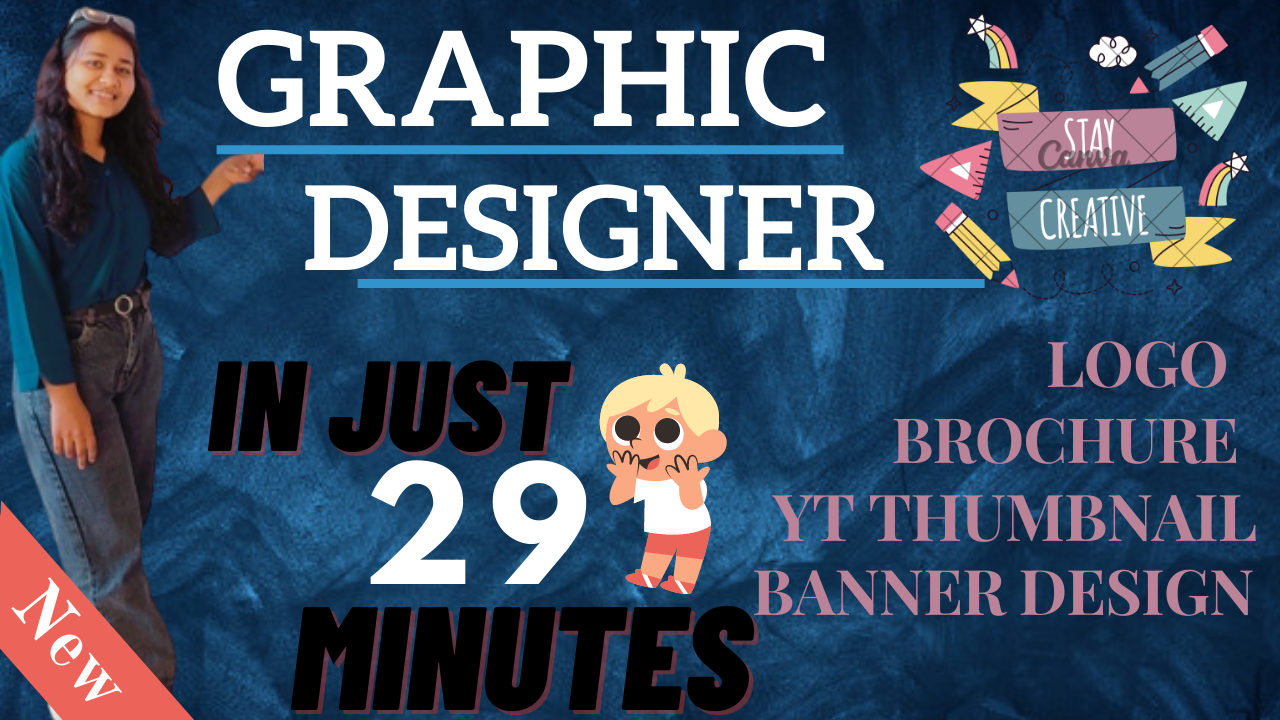 GRAPHIC
DESIGNER
STAY
Canva
CREATIVE
IN JUST
29
MINUTES
LOGO
BROCHURE
YT THUMBNAIL
BANNER DESIGN
New